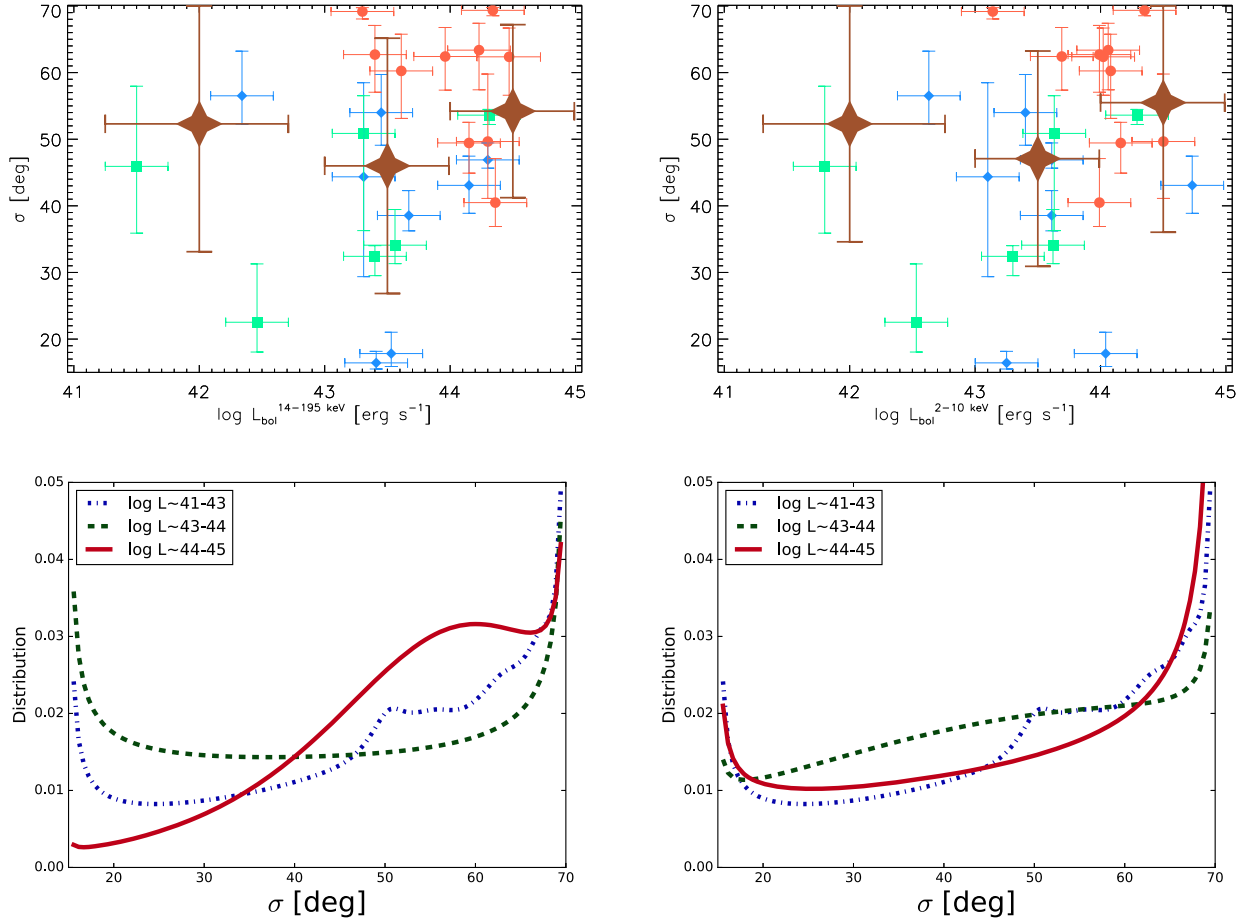 70
60
50
40
30
20
σ [deg]
41 42 43 44 45
log L_bol^14−195 keV [erg s^−1]
70
60
50
40
30
20
σ [deg]
41 42 43 44 45
log L_bol^2−10 keV [erg s^−1]
0.05
0.04
0.03
0.02
0.01
0.00
Distribution
log L~41-43
log L~43-44
log L~44-45
20 30 40 50 60 70
σ [deg]
0.05
0.04
0.03
0.02
0.01
0.00
Distribution
log L~41-43
log L~43-44
log L~44-45
20 30 40 50 60 70
σ [deg]